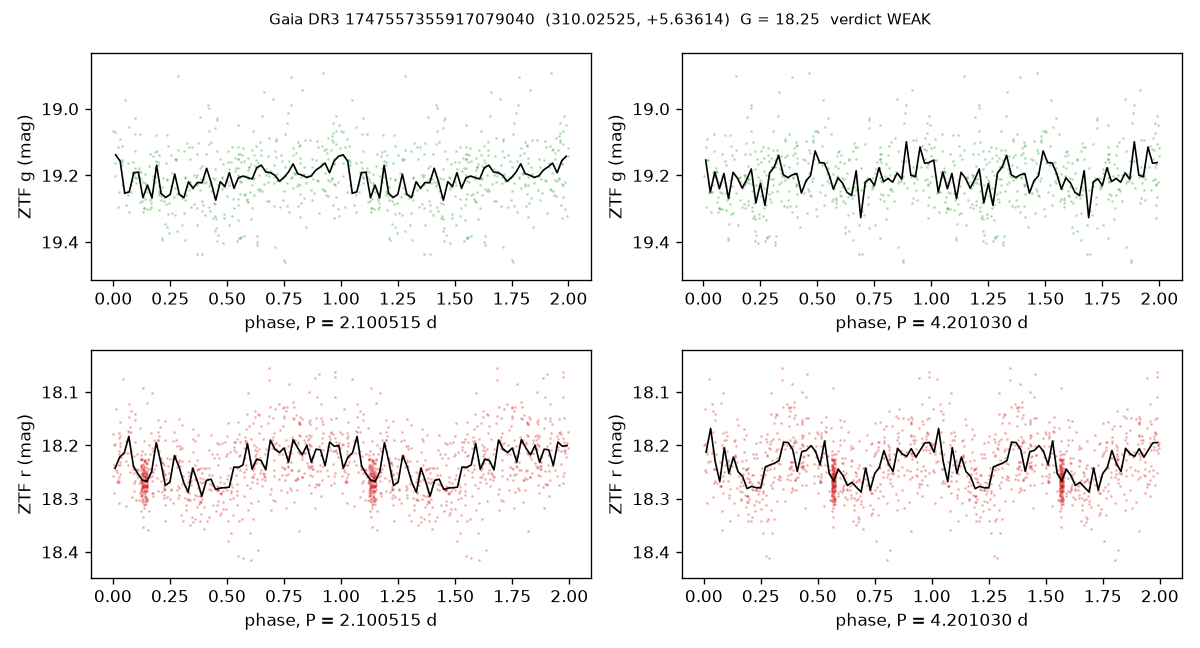 Gaia DR3 1747557355917079040 (310.02525, +5.63614) G = 18.25 verdict WEAK
ZTF g (mag)
19.0
19.2
19.4
0.00 0.25 0.50 0.75 1.00 1.25 1.50 1.75 2.00
phase, P = 2.100515 d
ZTF g (mag)
19.0
19.2
19.4
0.00 0.25 0.50 0.75 1.00 1.25 1.50 1.75 2.00
phase, P = 4.201030 d
ZTF r (mag)
18.1
18.2
18.3
18.4
0.00 0.25 0.50 0.75 1.00 1.25 1.50 1.75 2.00
phase, P = 2.100515 d
ZTF r (mag)
18.1
18.2
18.3
18.4
0.00 0.25 0.50 0.75 1.00 1.25 1.50 1.75 2.00
phase, P = 4.201030 d